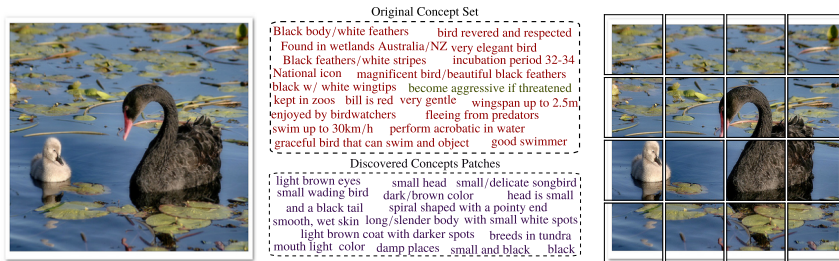 Original Concept Set
Black body/white feathers bird revered and respected
Found in wetlands Australia/NZ very elegant bird
Black feathers/white stripes incubation period 32-34
National icon magnificent bird/beautiful black feathers
black w/ white wingtips become aggressive if threatened
kept in zoos bill is red very gentle wingspan up to 2.5m
enjoyed by birdwatchers fleeing from predators
swim up to 30km/h perform acrobatic in water
graceful bird that can swim and object good swimmer
Discovered Concepts Patches
light brown eyes small head small/delicate songbird
small wading bird dark/brown color head is small
and a black tail spiral shaped with a pointy end
smooth, wet skin long/slender body with small white spots
light brown coat with darker spots breeds in tundra
mouth light color damp places small and black black